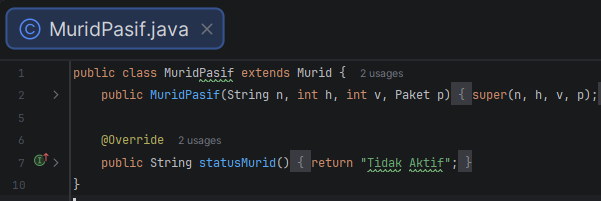 MuridPasif.java
1 public class MuridPasif extends Murid { 2 usages
2 public MuridPasif(String n, int h, int v, Paket p) { super(n, h, v, p);
5
6 @Override 2 usages
7 public String statusMurid() { return "Tidak Aktif"; }
10 }